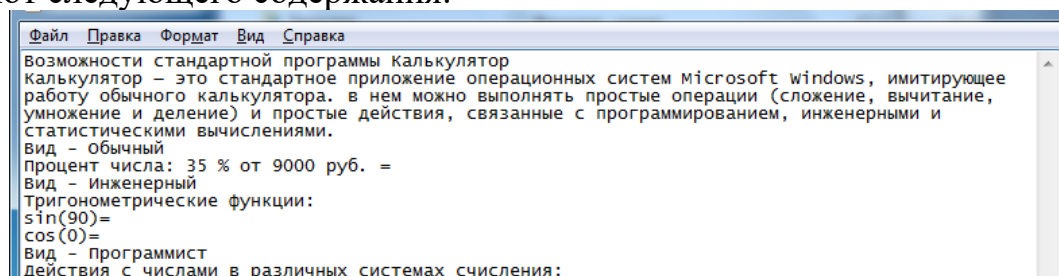 от следующего содержания:
Файл Правка Формат Вид Справка
Возможности стандартной программы Калькулятор
Калькулятор – это стандартное приложение операционных систем Microsoft Windows, имитирующее
работу обычного калькулятора. в нем можно выполнять простые операции (сложение, вычитание,
умножение и деление) и простые действия, связанные с программированием, инженерными и
статистическими вычислениями.
Вид – Обычный
Процент числа: 35 % от 9000 руб. =
Вид – Инженерный
Тригонометрические функции:
sin(90)=
cos(0)=
Вид – Программист
Действия с числами в различных системах счисления: